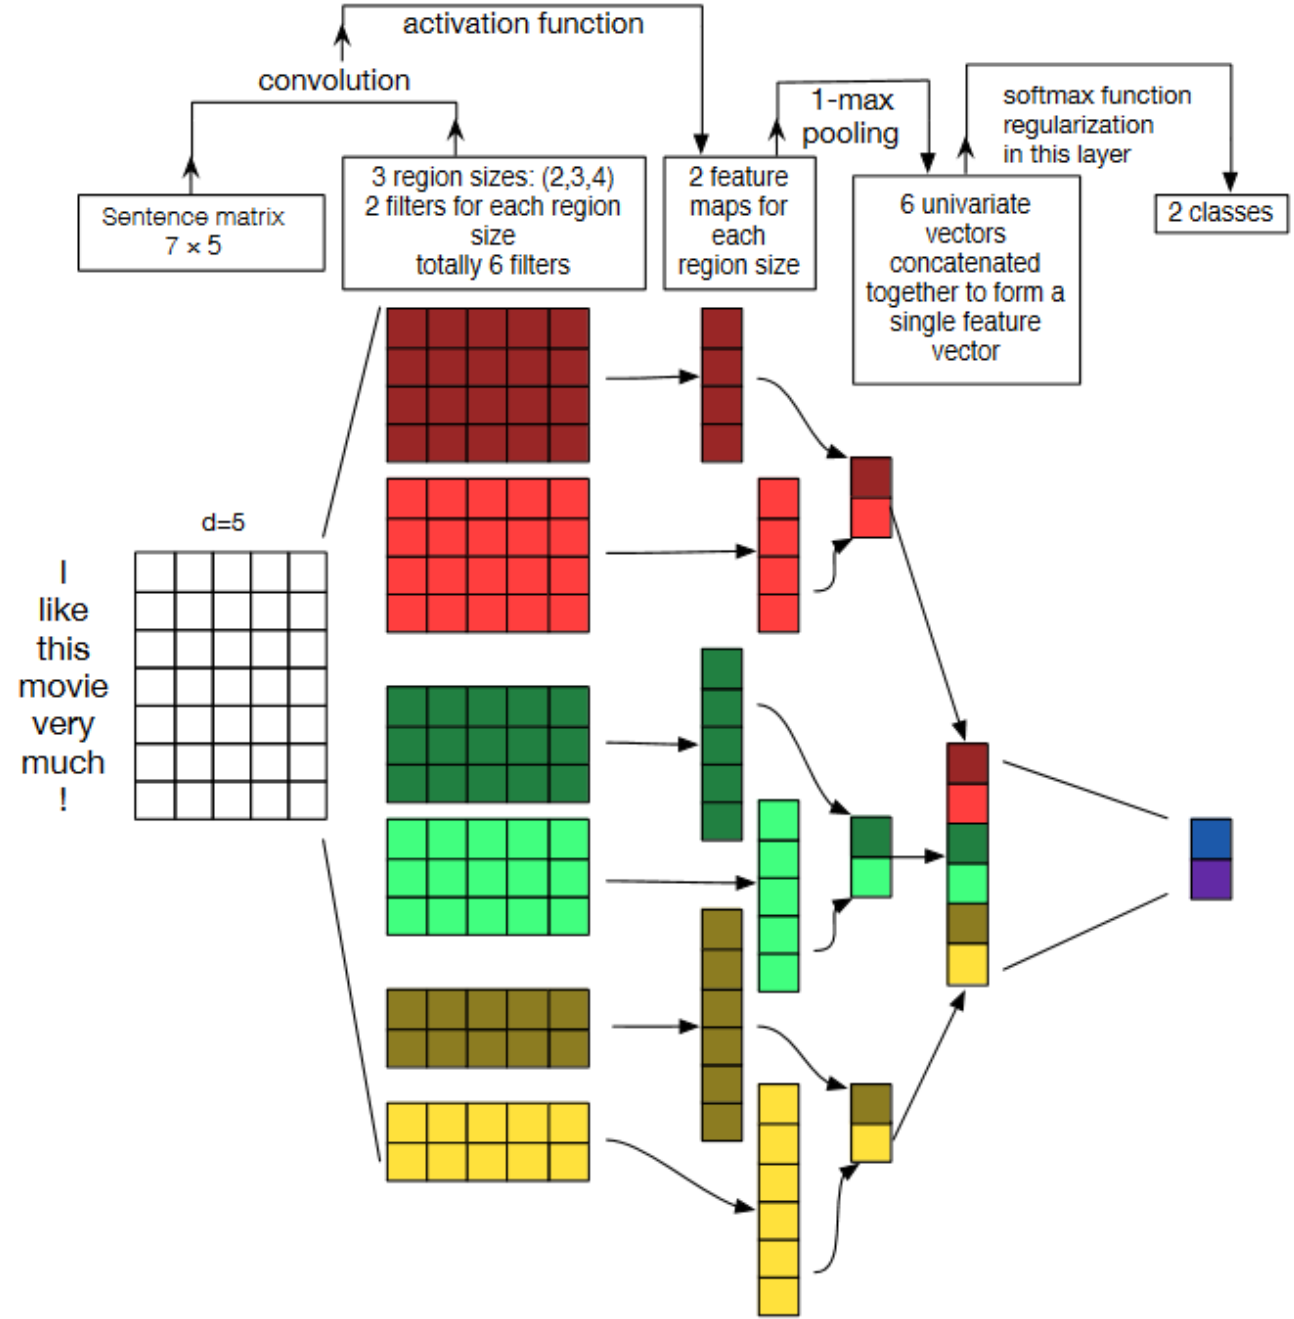 activation function
convolution
1-max
pooling
softmax function
regularization
in this layer
Sentence matrix
7 × 5
3 region sizes: (2,3,4)
2 filters for each region
size
totally 6 filters
2 feature
maps for
each
region size
6 univariate
vectors
concatenated
together to form a
single feature
vector
2 classes
d=5
I
like
this
movie
very
much
!